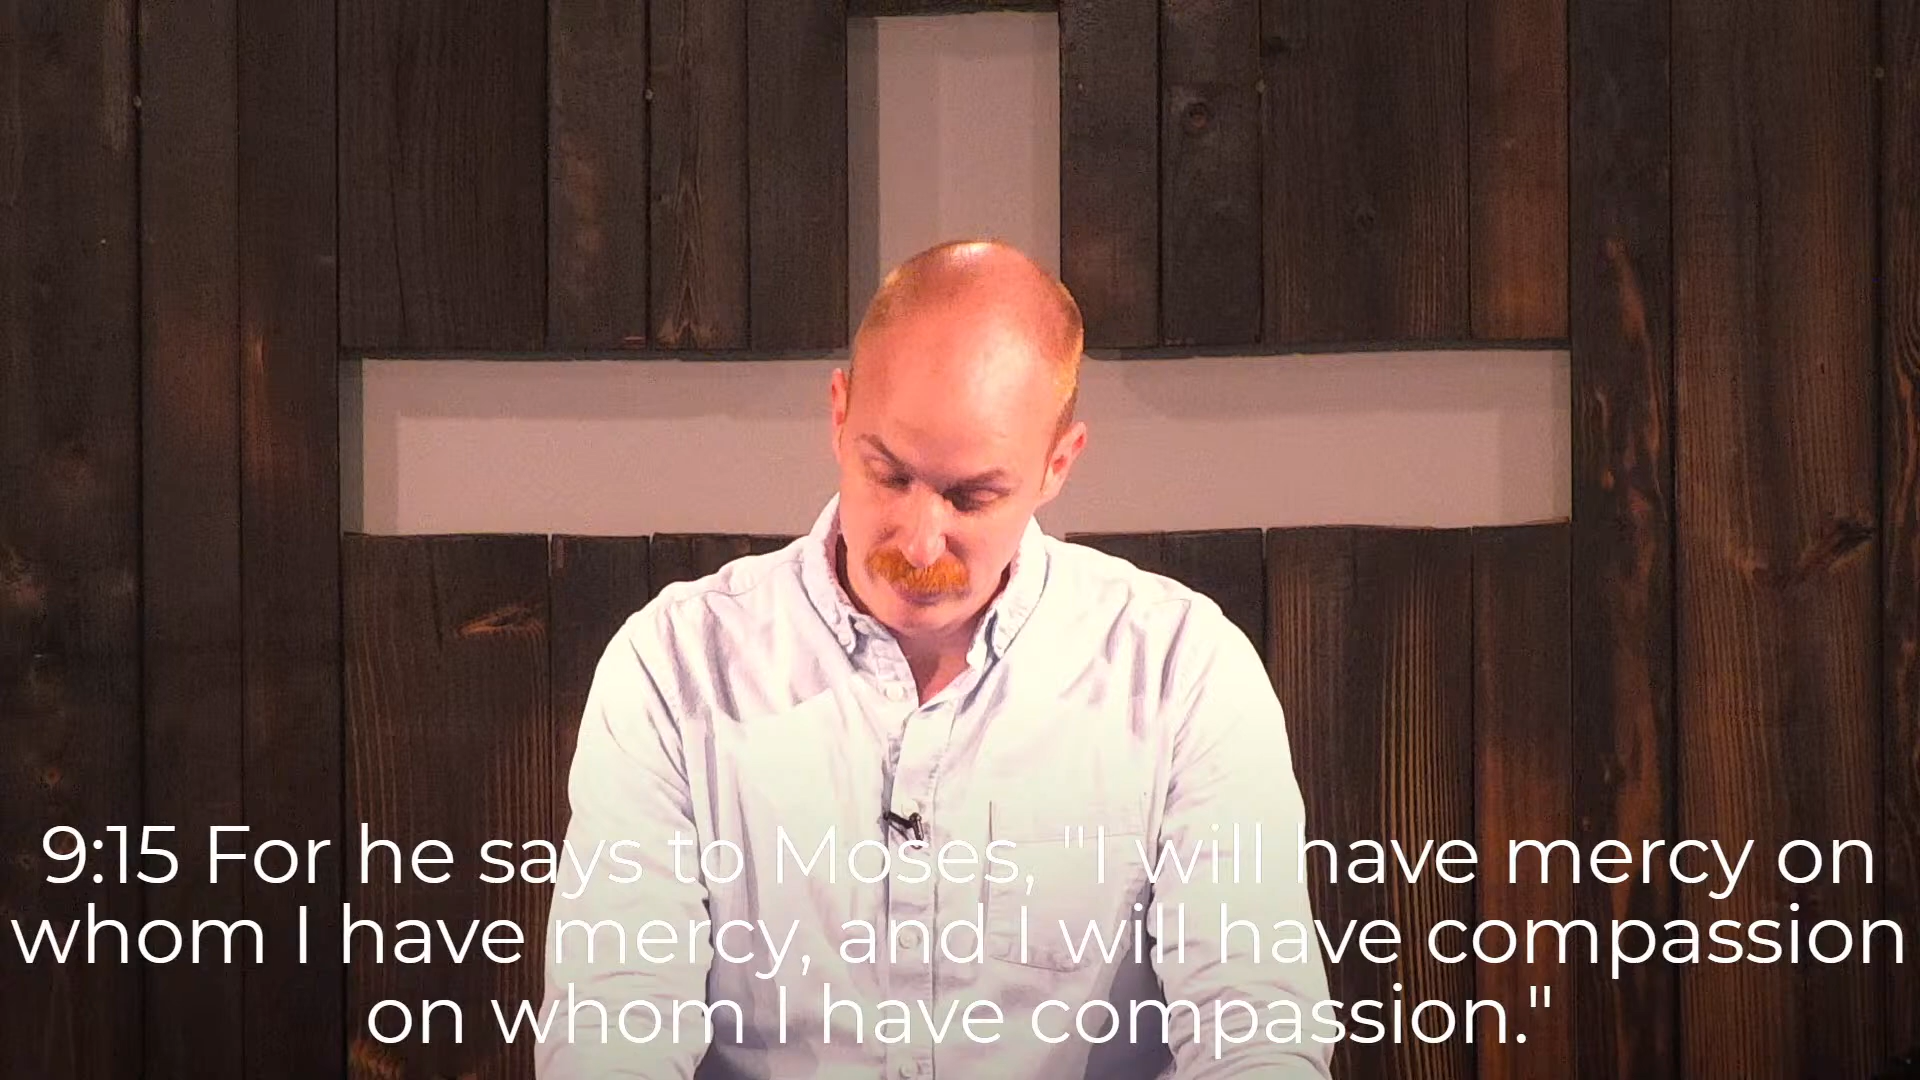 9:15 For he says to Moses, "I will have mercy on
whom I have mercy, and I will have compassion
on whom I have compassion."